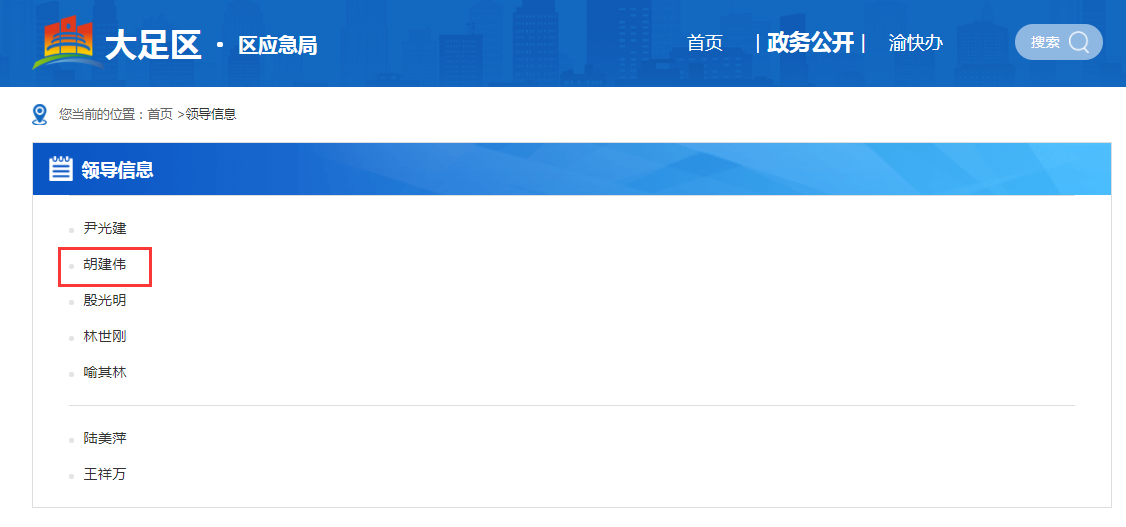 大足区 · 区应急局
首页 | 政务公开 | 渝快办
搜索
您当前的位置：首页 >领导信息
领导信息
尹光建
胡建伟
殷光明
林世刚
喻其林
陆美萍
王祥万